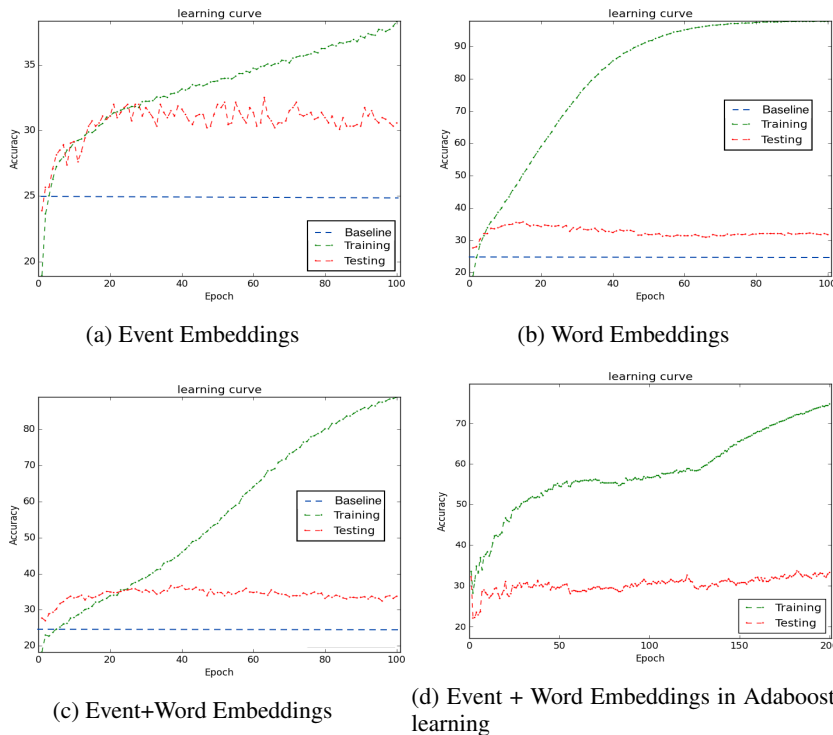 learning curve
Accuracy
35
30
25
20
Baseline
Training
Testing
0
20
40
60
80
100
Epoch
(a) Event Embeddings
learning curve
Accuracy
90
80
70
60
50
40
30
20
Baseline
Training
Testing
0
20
40
60
80
100
Epoch
(b) Word Embeddings
learning curve
Accuracy
80
70
60
50
40
30
20
Baseline
Training
Testing
0
20
40
60
80
100
Epoch
(c) Event+Word Embeddings
learning curve
Accuracy
70
60
50
40
30
20
Training
Testing
0
50
100
150
200
Epoch
(d) Event + Word Embeddings in Adaboost
learning